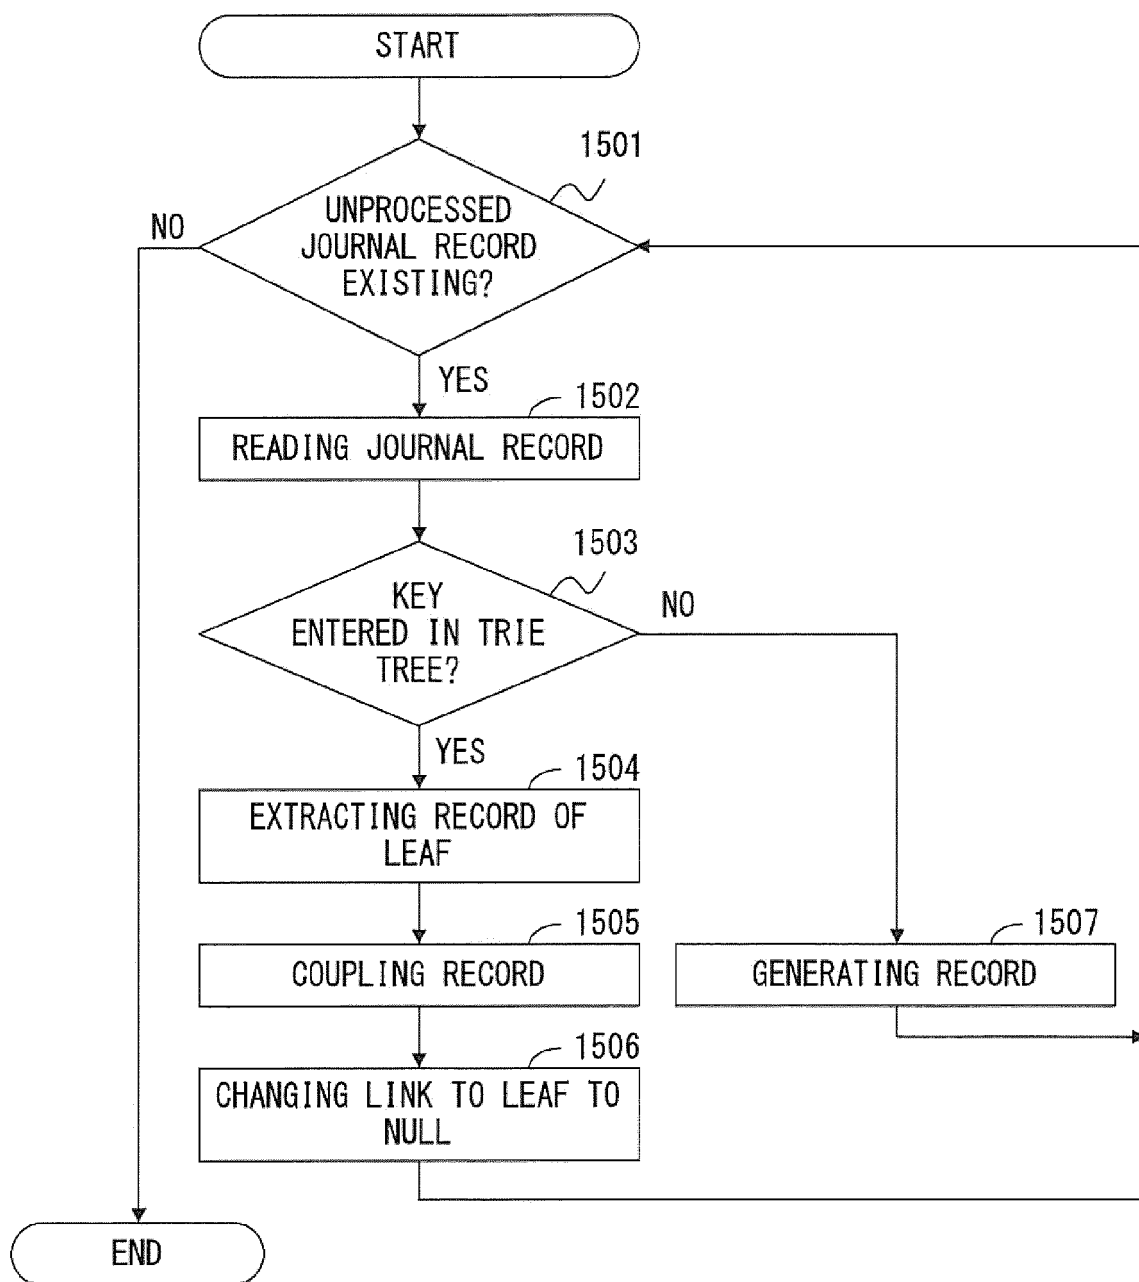 START
1501
UNPROCESSED
JOURNAL RECORD
EXISTING?
NO
YES
1502
READING JOURNAL RECORD
1503
KEY
ENTERED IN TRIE
TREE?
NO
YES
1504
EXTRACTING RECORD OF
LEAF
1505
COUPLING RECORD
1507
GENERATING RECORD
1506
CHANGING LINK TO LEAF TO
NULL
END